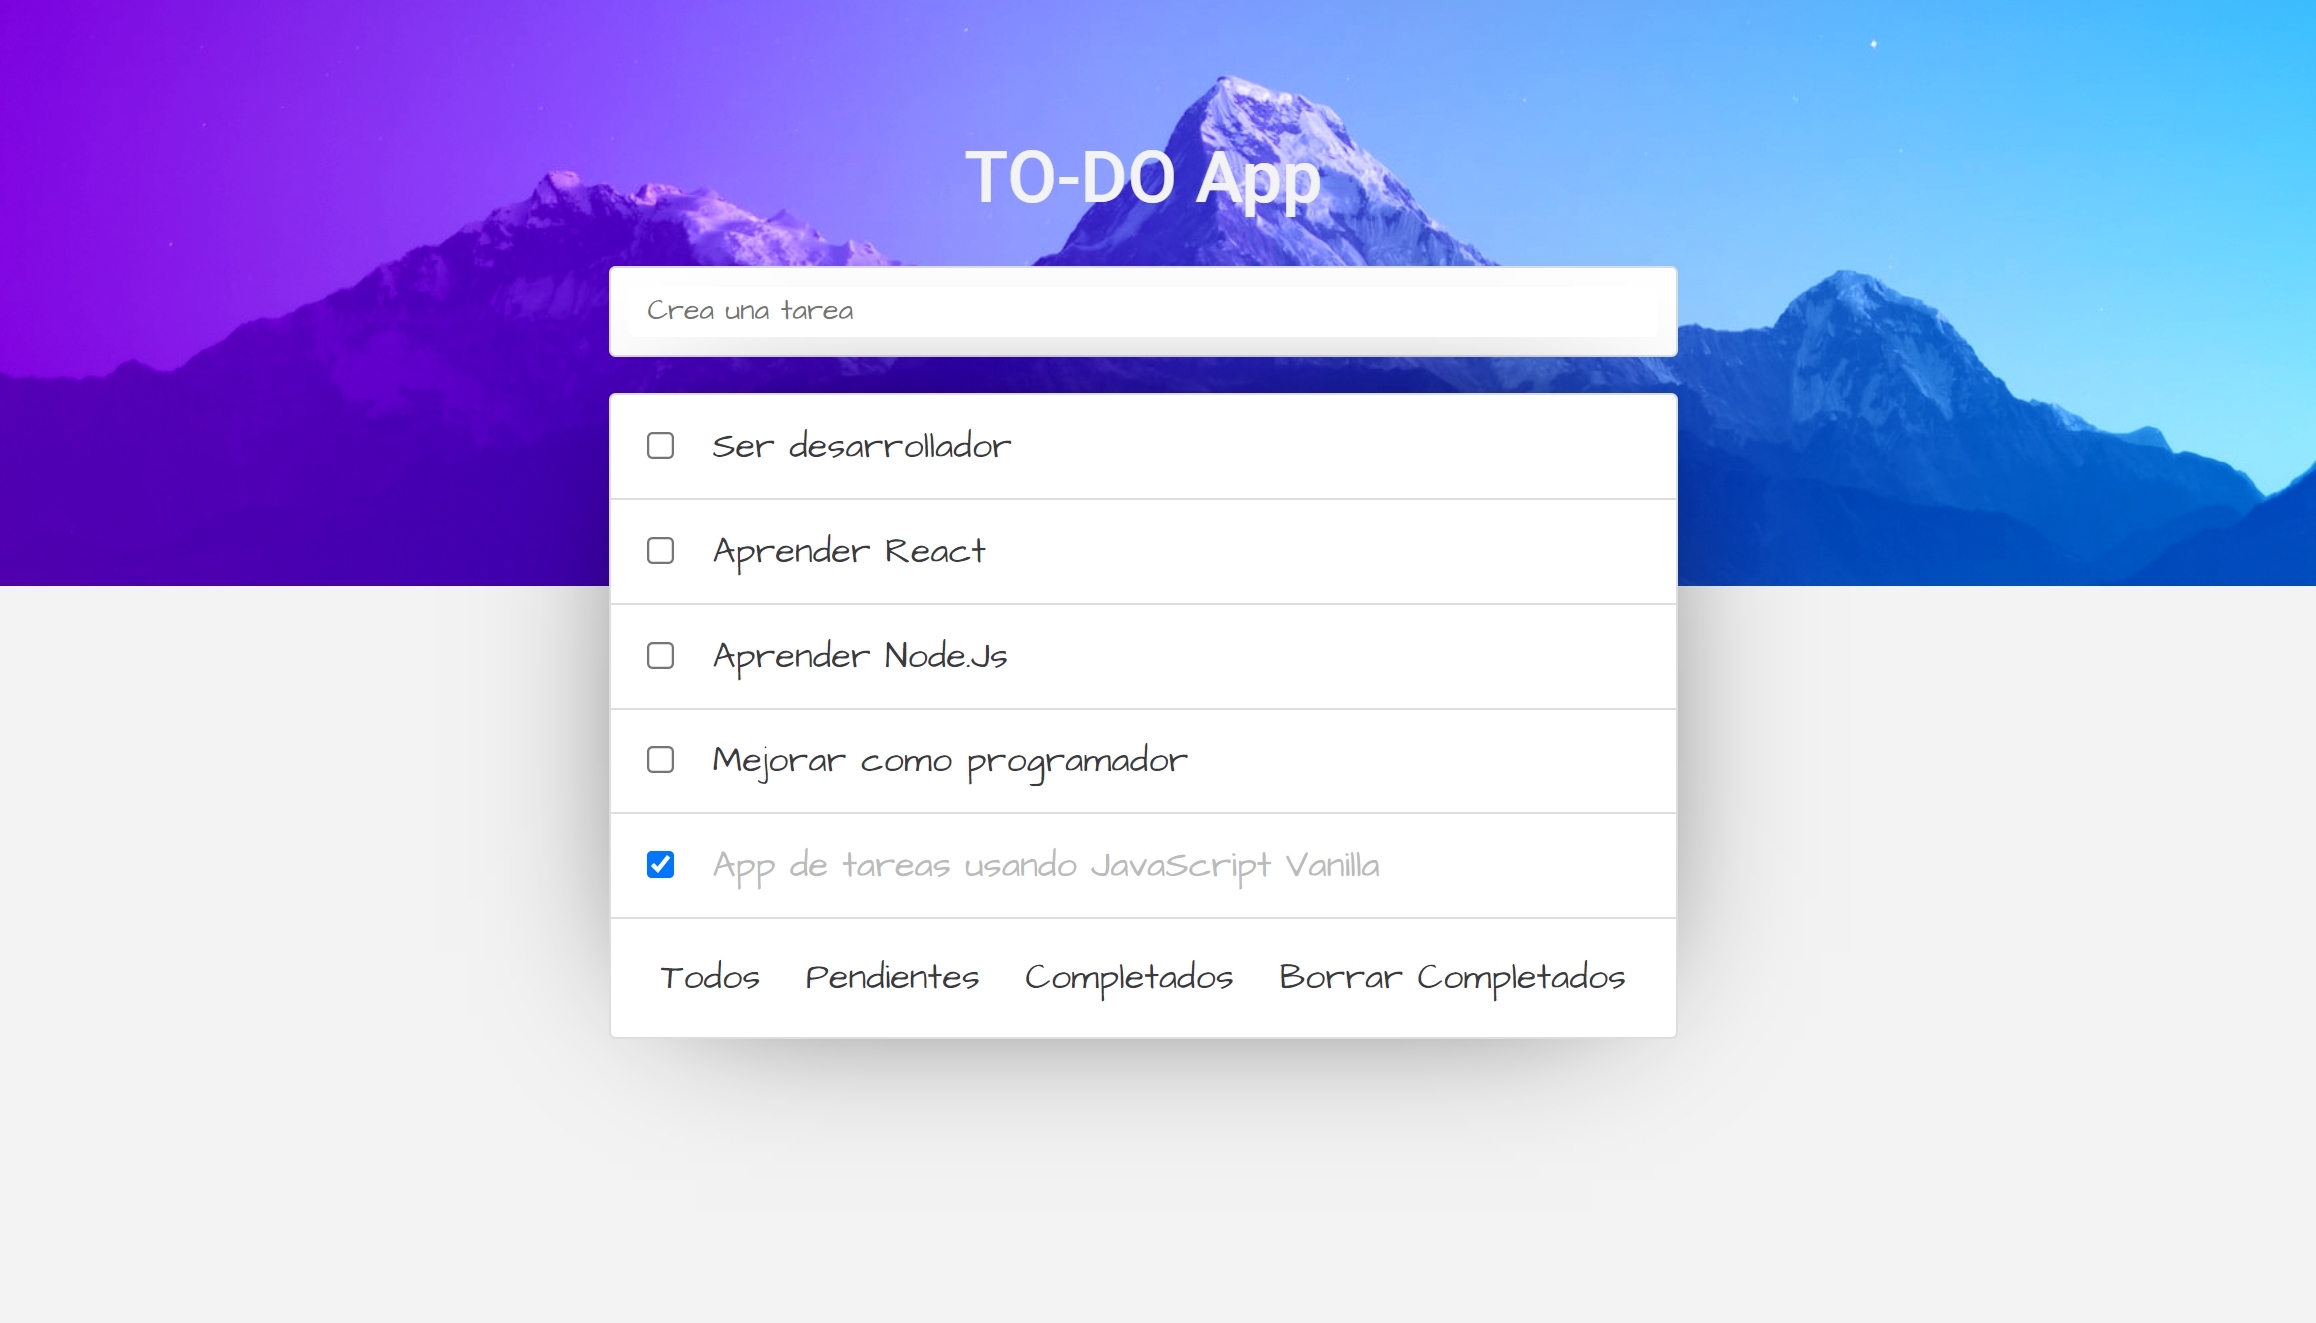 TO-DO App
Crea una tarea
Ser desarrollador
Aprender React
Aprender Node.Js
Mejorar como programador
App de tareas usando JavaScript Vanilla
Todos Pendientes Completados Borrar Completados